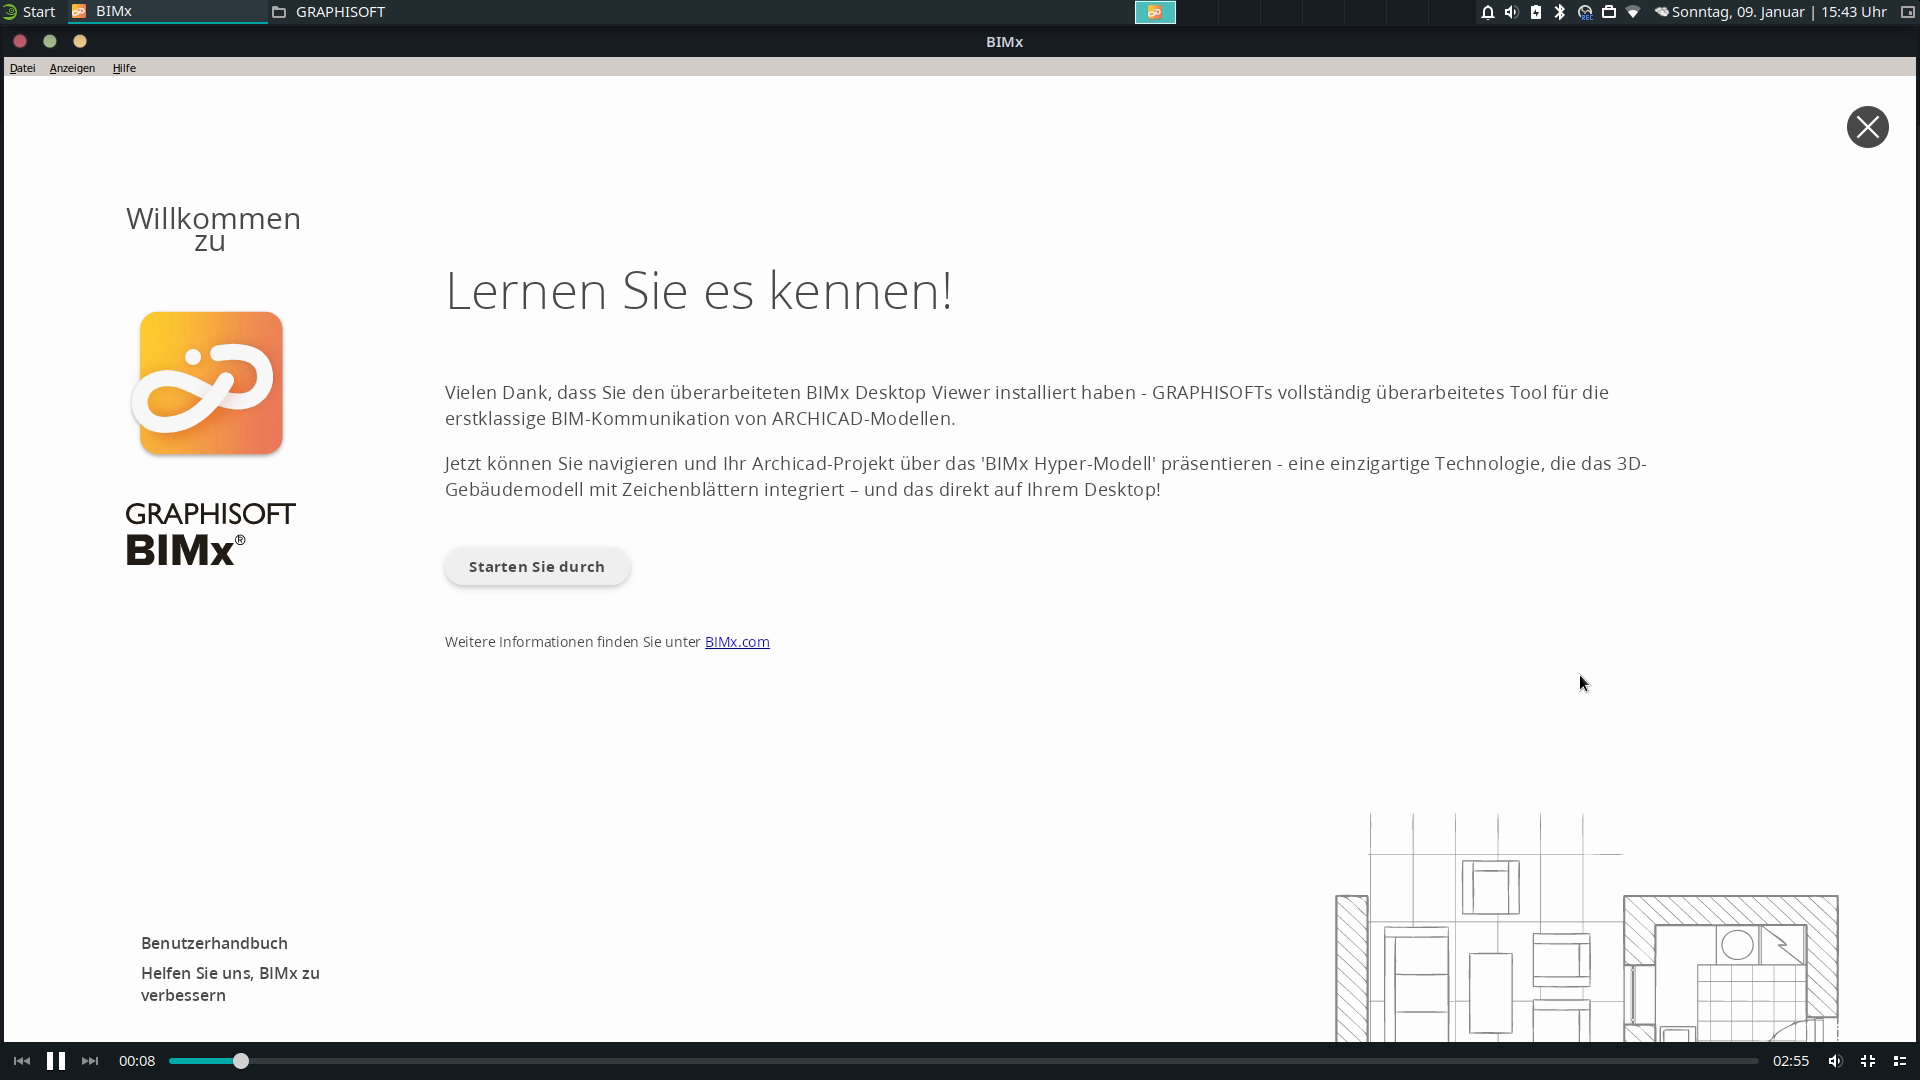 Start
BIMx
GRAPHISOFT
REC
Sonntag, 09. Januar | 15:43 Uhr
BIMx
Datei Anzeigen Hilfe
Willkommen
zu
Lernen Sie es kennen!
Vielen Dank, dass Sie den überarbeiteten BIMx Desktop Viewer installiert haben - GRAPHISOFTs vollständig überarbeitetes Tool für die
erstklassige BIM-Kommunikation von ARCHICAD-Modellen.
Jetzt können Sie navigieren und Ihr Archicad-Projekt über das 'BIMx Hyper-Modell' präsentieren - eine einzigartige Technologie, die das 3D-
Gebäudemodell mit Zeichenblättern integriert – und das direkt auf Ihrem Desktop!
GRAPHISOFT
BIMx®
Starten Sie durch
Weitere Informationen finden Sie unter BIMx.com
Benutzerhandbuch
Helfen Sie uns, BIMx zu
verbessern
00:08
02:55